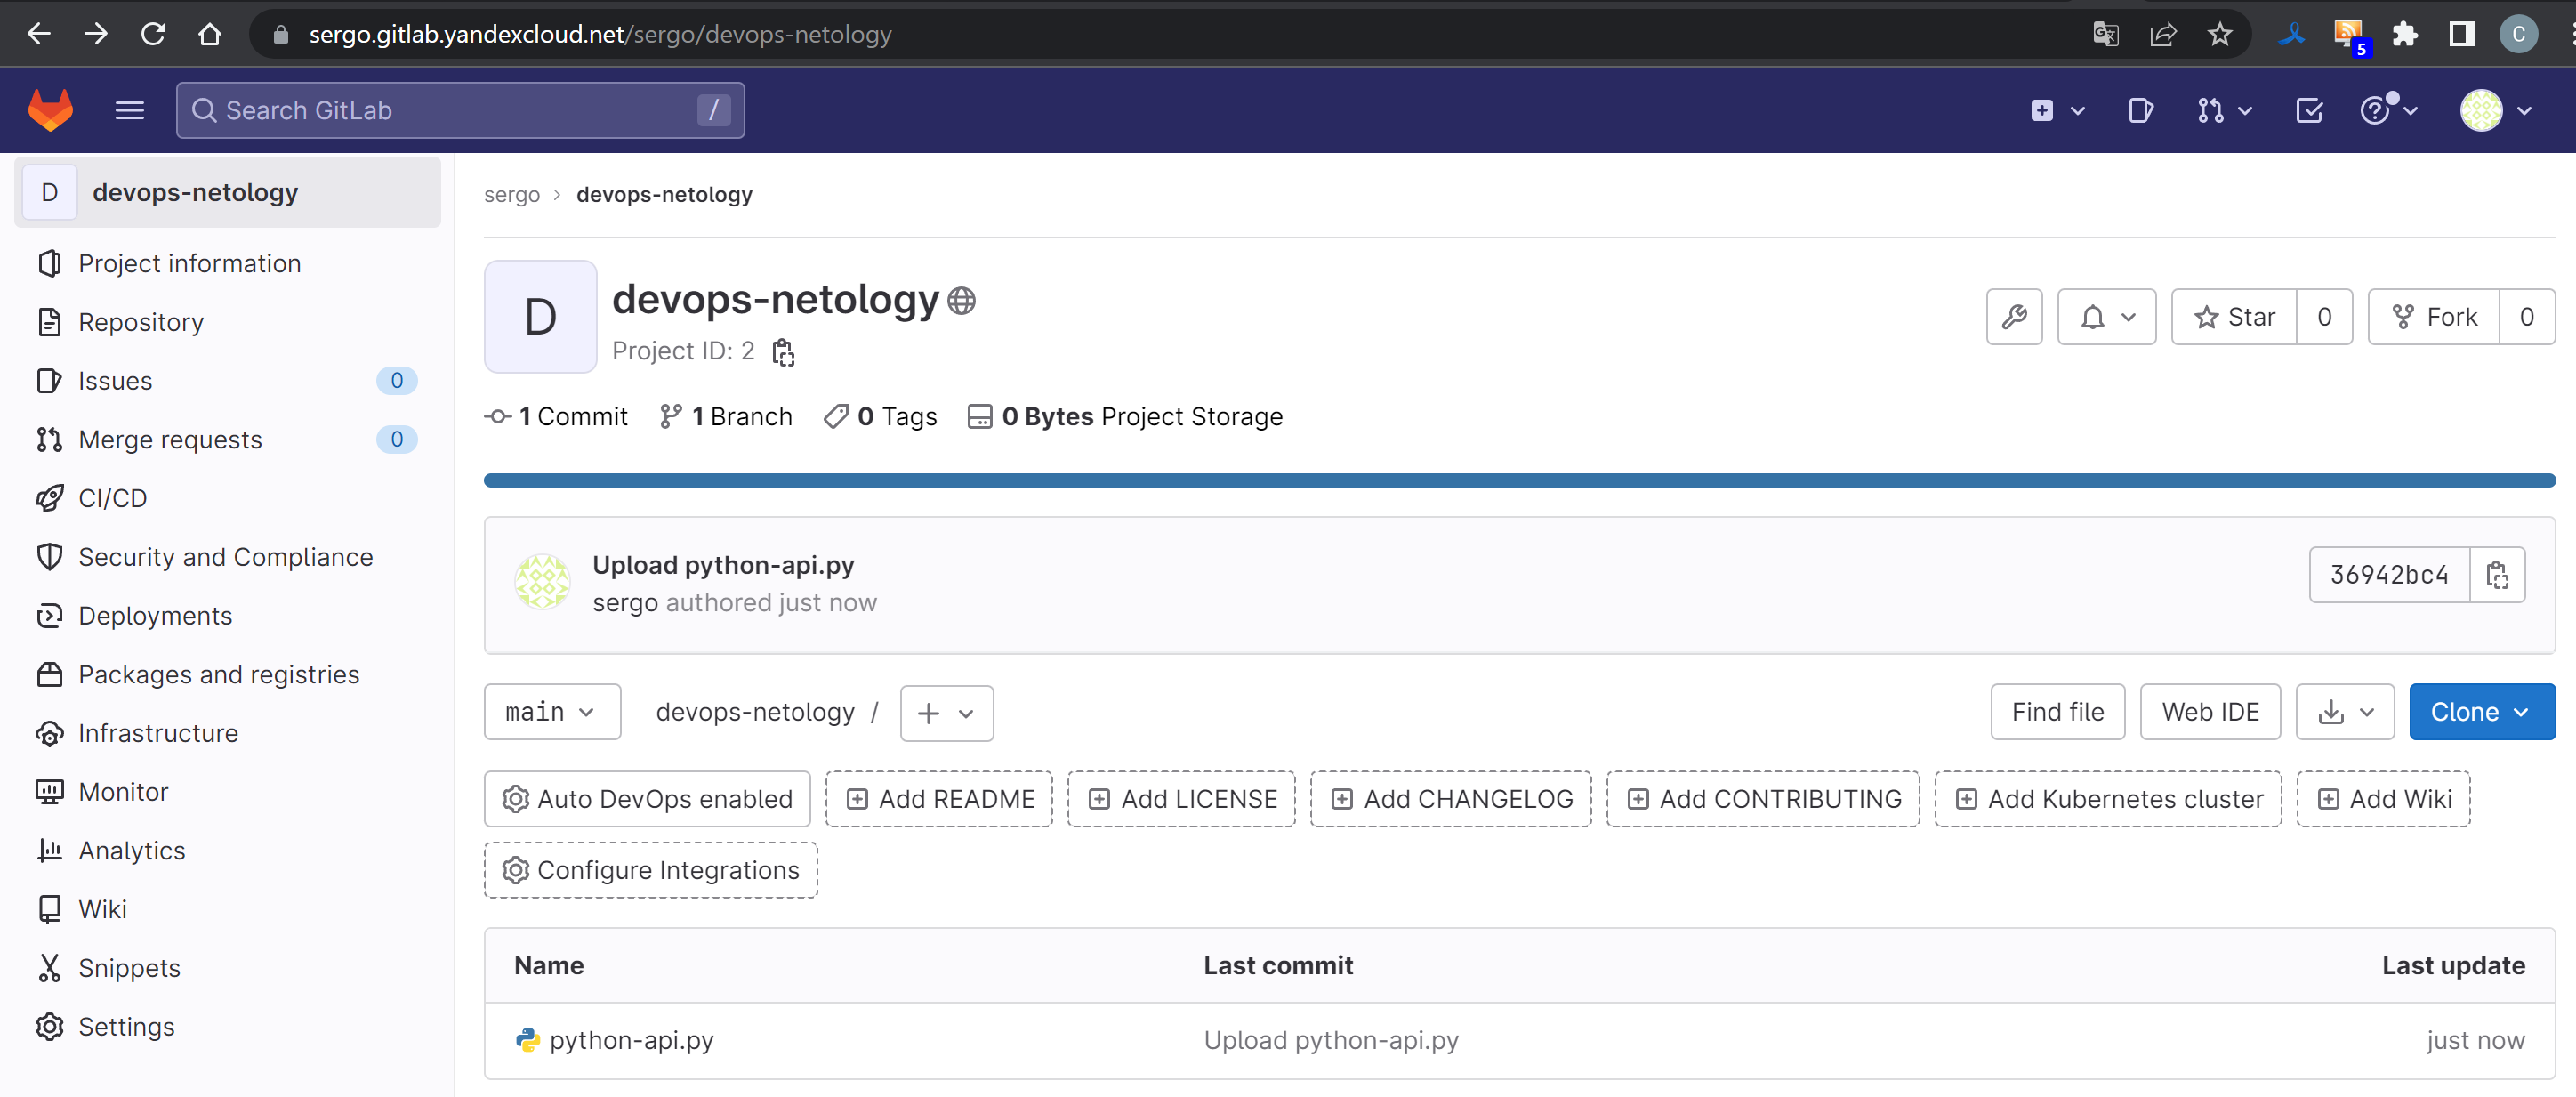 sergo.gitlab.yandexcloud.net/sergo/devops-netology
5
C
Search GitLab /
D devops-netology
Project information
Repository
Issues 0
Merge requests 0
CI/CD
Security and Compliance
Deployments
Packages and registries
Infrastructure
Monitor
Analytics
Wiki
Snippets
Settings
sergo > devops-netology
D
devops-netology
Project ID: 2
Star 0
Fork 0
1 Commit 1 Branch 0 Tags 0 Bytes Project Storage
Upload python-api.py
sergo authored just now
36942bc4
main devops-netology / +
Find file Web IDE Clone
Auto DevOps enabled Add README Add LICENSE Add CHANGELOG Add CONTRIBUTING Add Kubernetes cluster Add Wiki
Configure Integrations
Name Last commit Last update
python-api.py Upload python-api.py just now